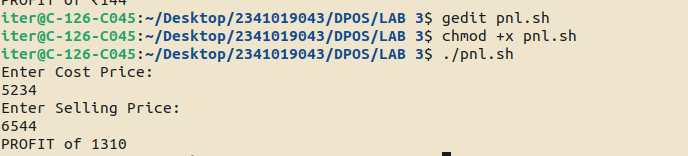 PROFIT of ₹144
iter@C-126-C045:~/Desktop/2341019043/DPOS/LAB 3$ gedit pnl.sh
iter@C-126-C045:~/Desktop/2341019043/DPOS/LAB 3$ chmod +x pnl.sh
iter@C-126-C045:~/Desktop/2341019043/DPOS/LAB 3$ ./pnl.sh
Enter Cost Price:
5234
Enter Selling Price:
6544
PROFIT of 1310